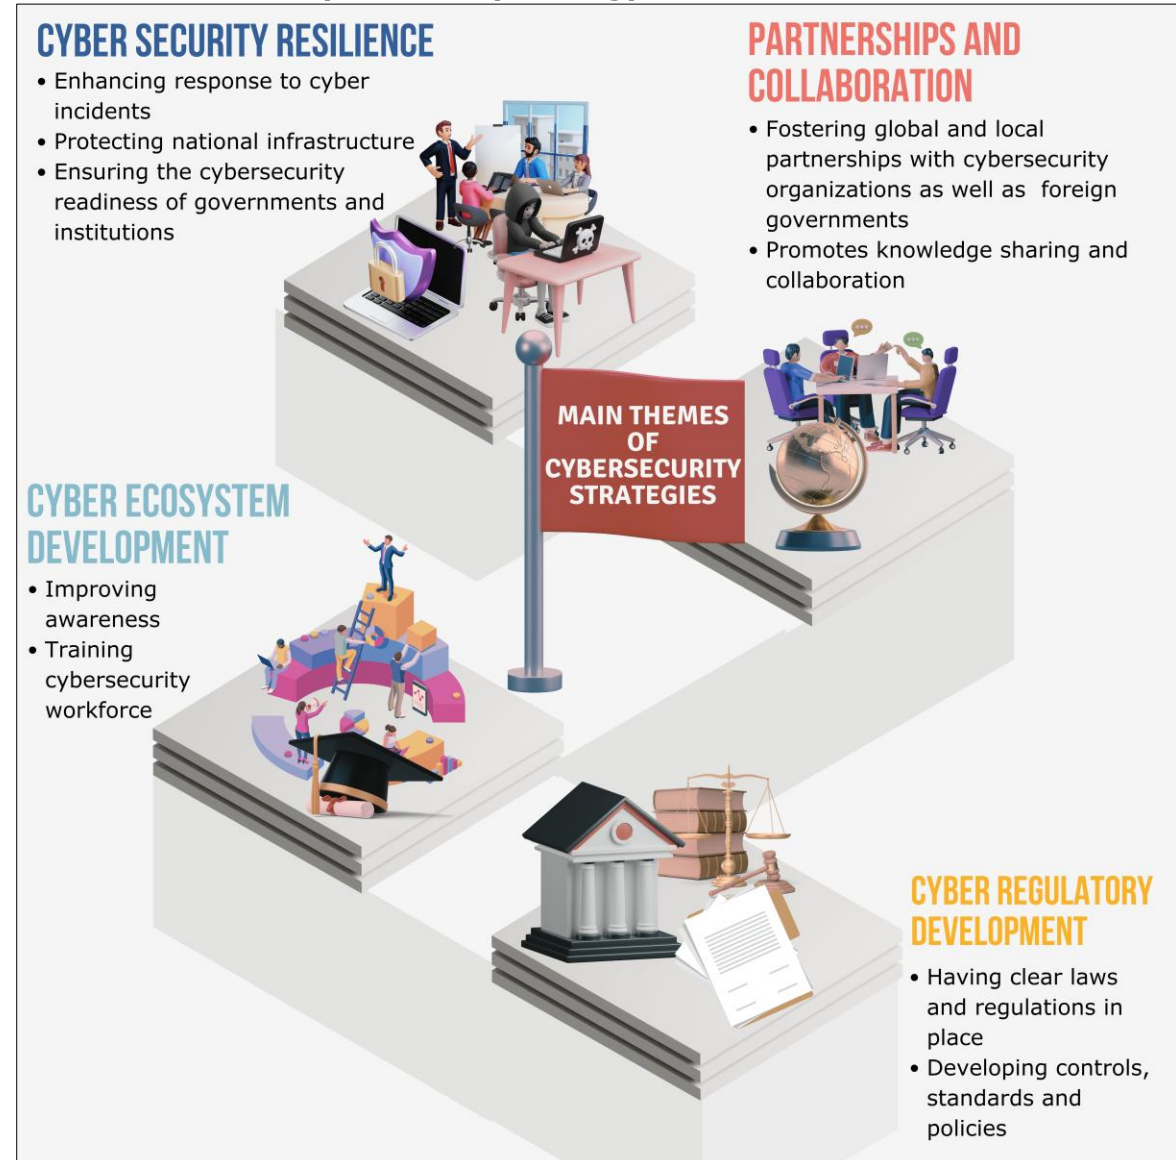 CYBER SECURITY RESILIENCE
• Enhancing response to cyber
incidents
• Protecting national infrastructure
• Ensuring the cybersecurity
readiness of governments and
institutions
PARTNERSHIPS AND
COLLABORATION
• Fostering global and local
partnerships with cybersecurity
organizations as well as foreign
governments
• Promotes knowledge sharing and
collaboration
MAIN THEMES
OF
CYBERSECURITY
STRATEGIES
CYBER ECOSYSTEM
DEVELOPMENT
• Improving
awareness
• Training
cybersecurity
workforce
CYBER REGULATORY
DEVELOPMENT
• Having clear laws
and regulations in
place
• Developing controls,
standards and
policies